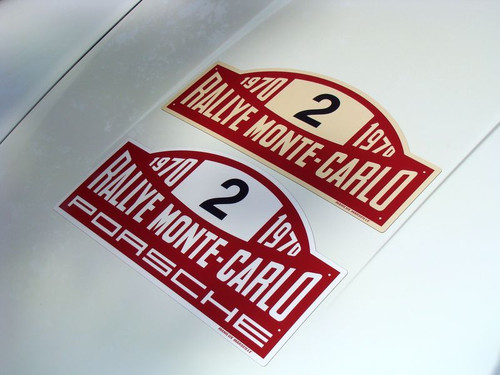 1970 2 1970
RALLYE MONTE-CARLO
1970 2 1970
RALLYE MONTE-CARLO
PORSCHE